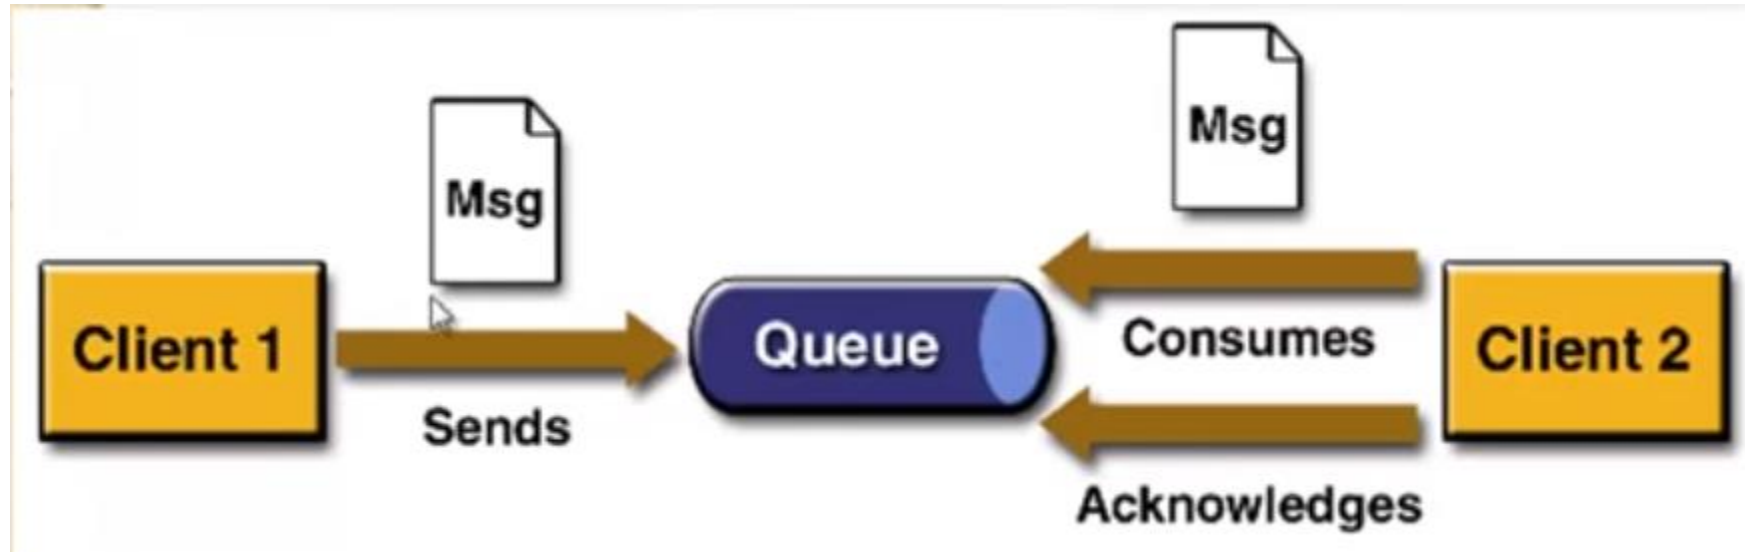 Msg
Msg
Client 1
Queue
Consumes
Client 2
Sends
Acknowledges